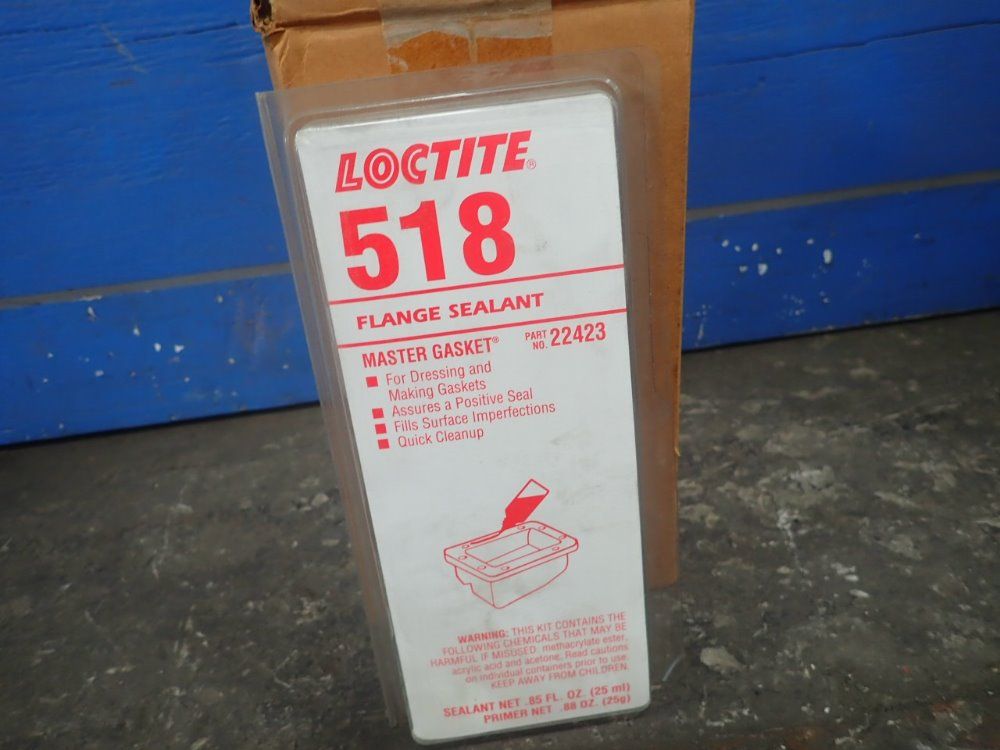 LOCTITE®
518
FLANGE SEALANT
MASTER GASKET® PART NO. 22423
■ For Dressing and
Making Gaskets
■ Assures a Positive Seal
■ Fills Surface Imperfections
■ Quick Cleanup
WARNING: THIS KIT CONTAINS THE
FOLLOWING CHEMICALS THAT MAY BE
HARMFUL IF MISUSED: methacrylate ester,
acrylic acid and acetone. Read cautions
on individual containers prior to use.
KEEP AWAY FROM CHILDREN.
SEALANT NET .85 FL. OZ. (25 ml)
PRIMER NET .88 OZ. (25g)